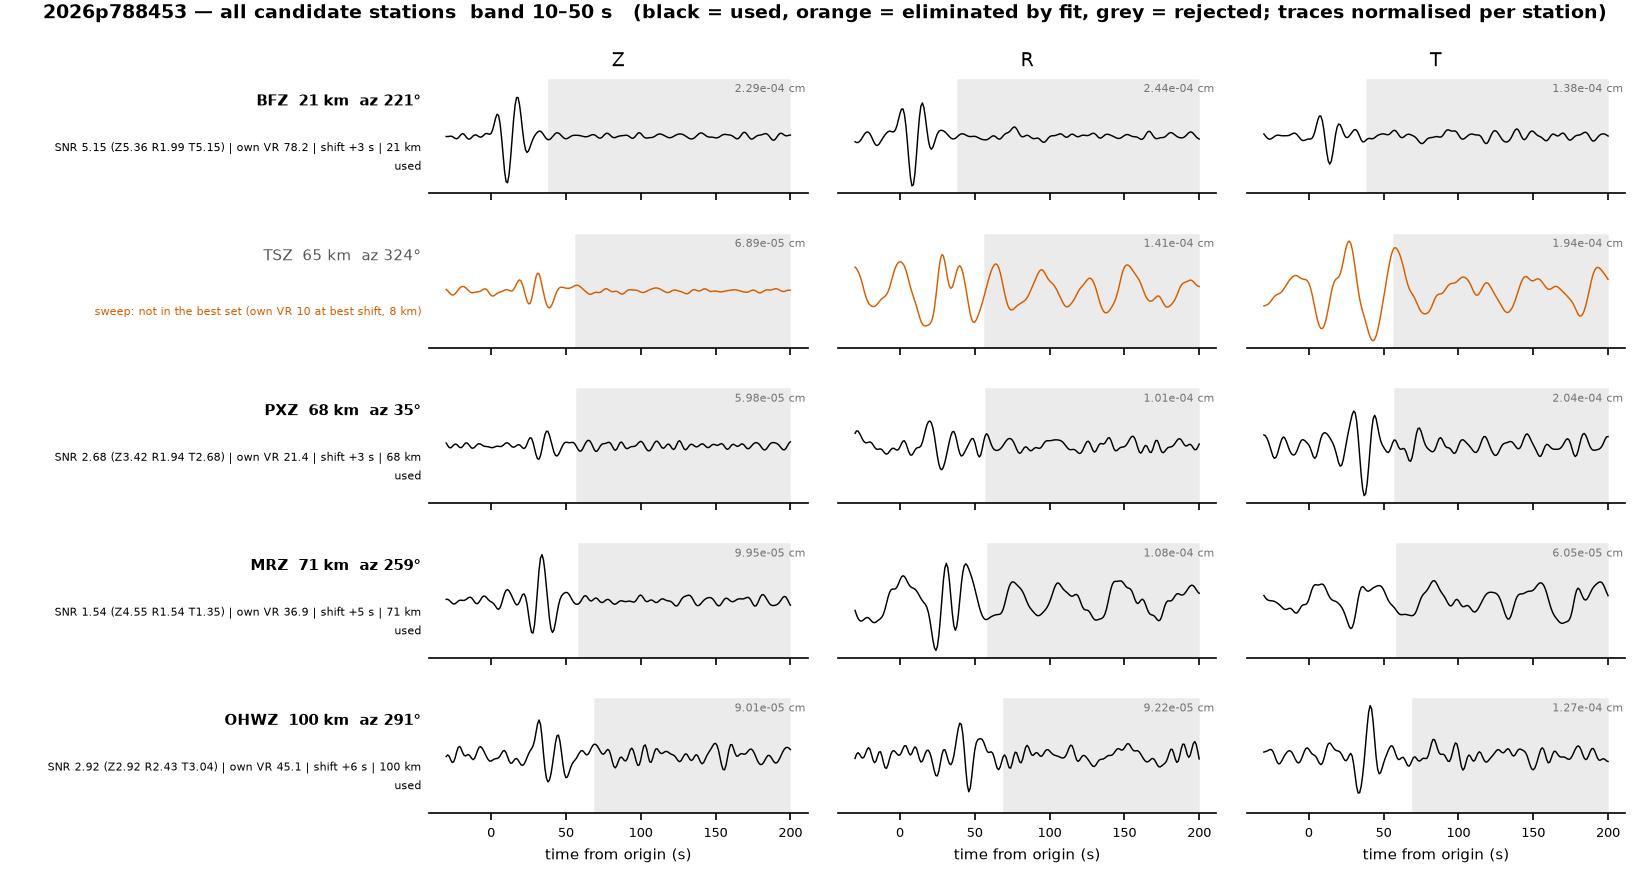 2026p788453 — all candidate stations  band 10–50 s   (black = used, orange = eliminated by fit, grey = rejected; traces normalised per station)
Z
R
T
BFZ  21 km  az 221°
SNR 5.15 (Z5.36 R1.99 T5.15) | own VR 78.2 | shift +3 s | 21 km
used
2.29e-04 cm
2.44e-04 cm
1.38e-04 cm
TSZ  65 km  az 324°
sweep: not in the best set (own VR 10 at best shift, 8 km)
6.89e-05 cm
1.41e-04 cm
1.94e-04 cm
PXZ  68 km  az 35°
SNR 2.68 (Z3.42 R1.94 T2.68) | own VR 21.4 | shift +3 s | 68 km
used
5.98e-05 cm
1.01e-04 cm
2.04e-04 cm
MRZ  71 km  az 259°
SNR 1.54 (Z4.55 R1.54 T1.35) | own VR 36.9 | shift +5 s | 71 km
used
9.95e-05 cm
1.08e-04 cm
6.05e-05 cm
OHWZ  100 km  az 291°
SNR 2.92 (Z2.92 R2.43 T3.04) | own VR 45.1 | shift +6 s | 100 km
used
9.01e-05 cm
9.22e-05 cm
1.27e-04 cm
0 50 100 150 200
0 50 100 150 200
0 50 100 150 200
time from origin (s)
time from origin (s)
time from origin (s)